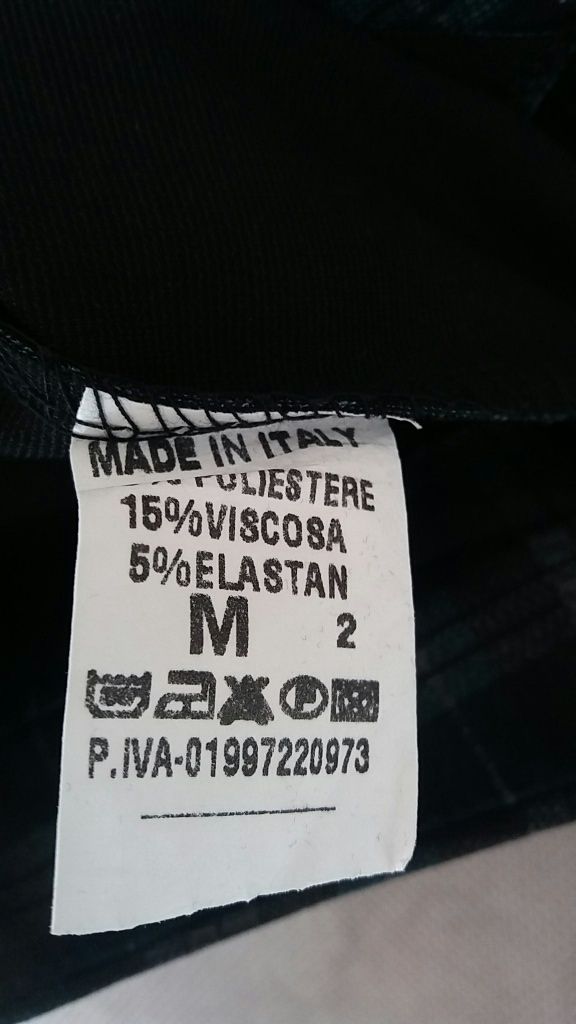 MADE IN ITALY
POLIESTERE
15%VISCOSA
5%ELASTAN
M 2
P.IVA-01997220973